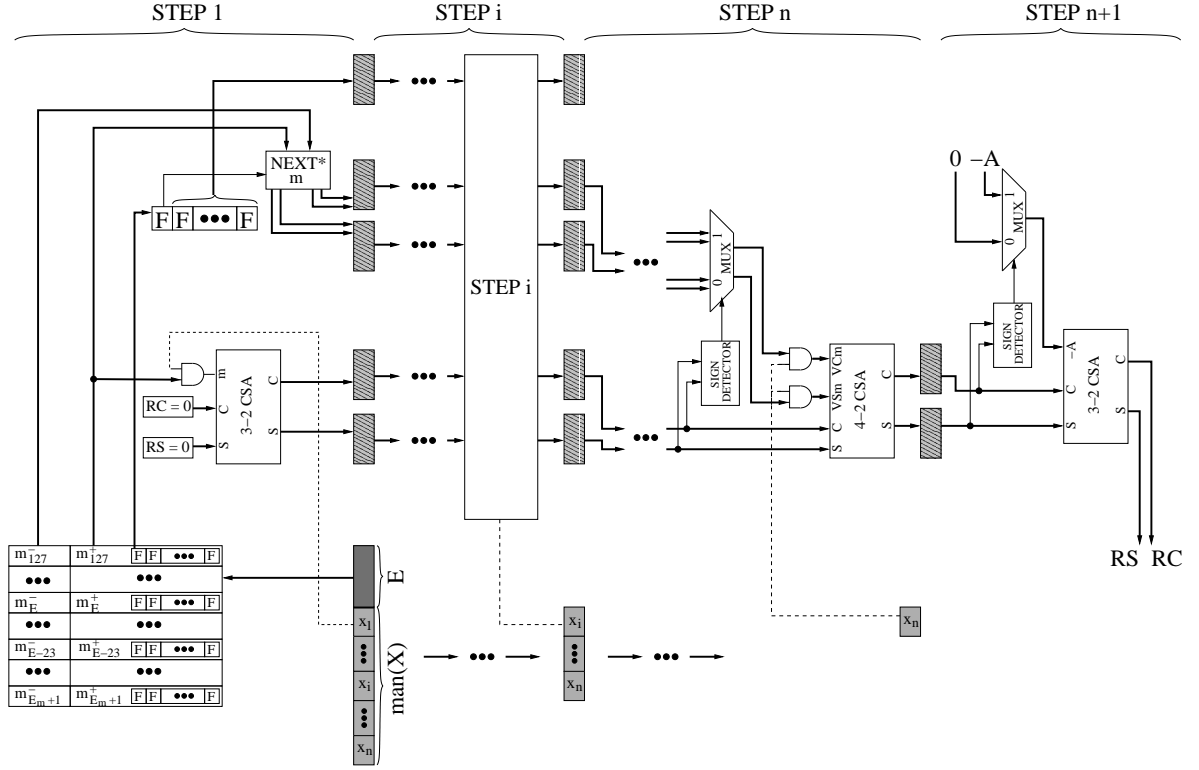 STEP 1 STEP i STEP n STEP n+1
NEXT*
m
F F ••• F
•••
•••
•••
•••
•••
STEP i
•••
•••
1
MUX
0
SIGN
DETECTOR
VCm
VSm
C
S
4-2 CSA
C
S
0 -A
1
MUX
0
SIGN
DETECTOR
-A
C
S
3-2 CSA
C
S
RS RC
RC = 0
RS = 0
m
C
S
3-2 CSA
C
S
m⁻127 m⁺127 F F ••• F
••• •••
m⁻E m⁺E F F ••• F
••• •••
m⁻E-23 m⁺E-23 F F ••• F
••• •••
m⁻Em+1 m⁺Em+1 F F ••• F
E
man(X)
x1
•••
xi
•••
xn
•••
xi
•••
xn
•••
xn